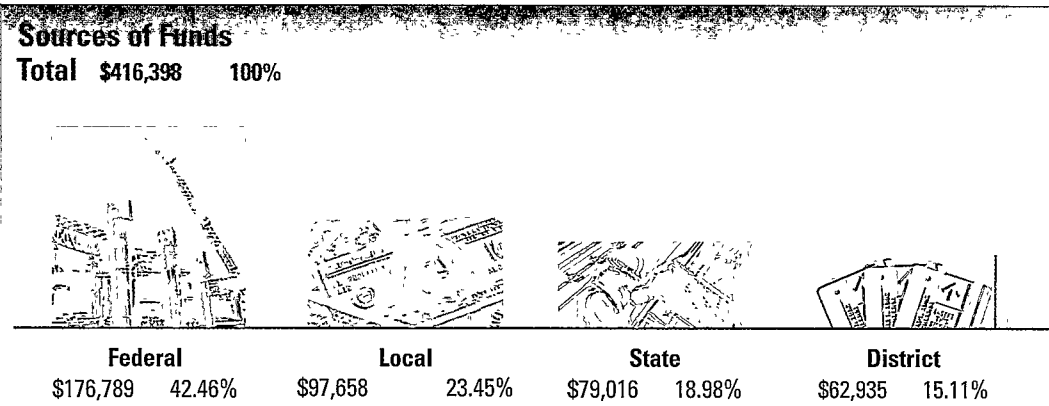 Sources of Funds
Total $416,398 100%
Federal Local State District
$176,789 42.46% $97,658 23.45% $79,016 18.98% $62,935 15.11%